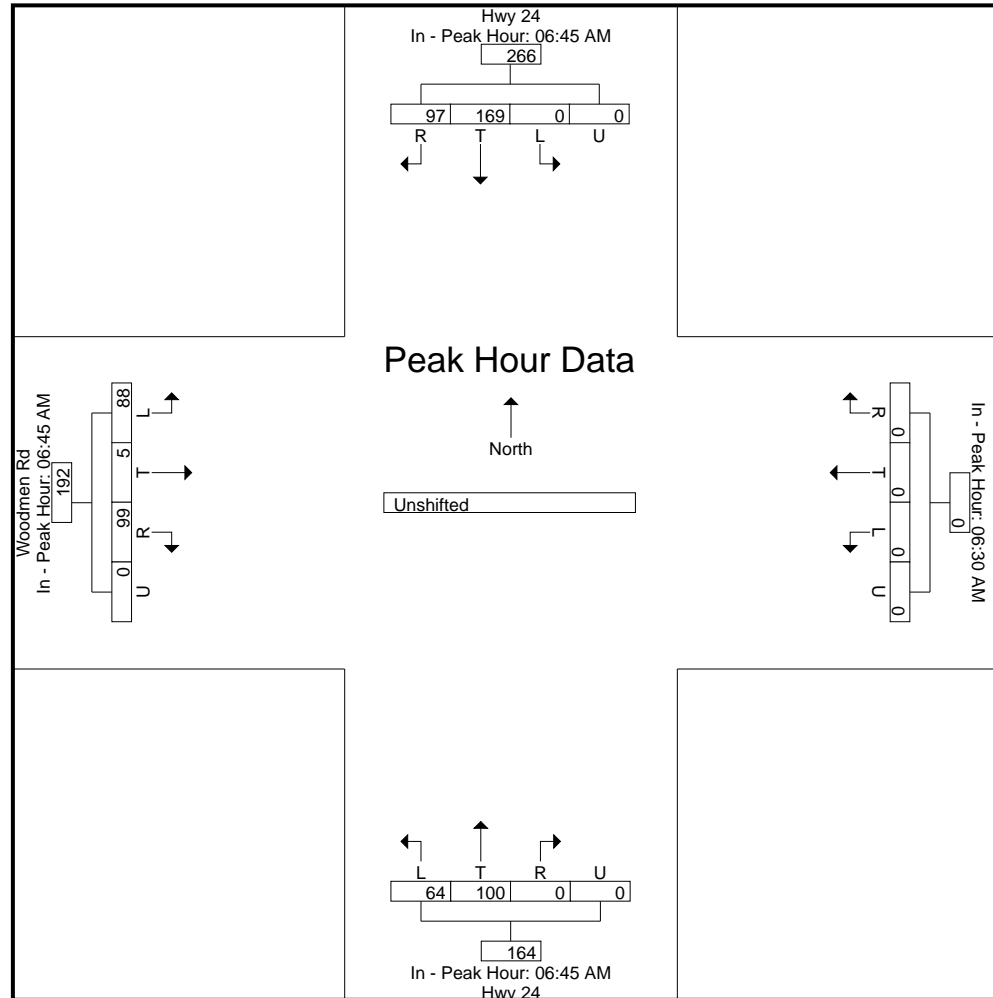 Hwy 24
In - Peak Hour: 06:45 AM
266
97 169 0 0
R T L U
Peak Hour Data
North
Unshifted
Woodmen Rd
In - Peak Hour: 06:45 AM
192
88 5 99 0
L T R U
In - Peak Hour: 06:30 AM
0
0 0 0 0
R T L U
L T R U
64 100 0 0
164
In - Peak Hour: 06:45 AM
Hwy 24